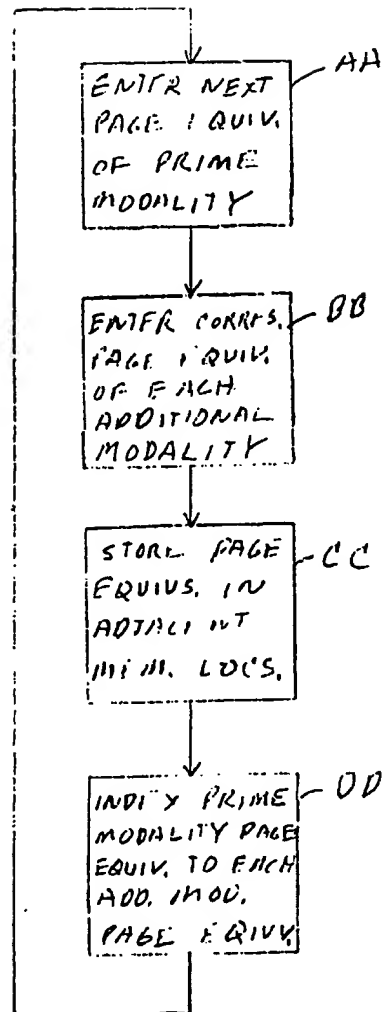 AA
ENTER NEXT
PAGE EQUIV.
OF PRIME
MODALITY
BB
ENTER CORRES.
PAGE EQUIV.
OF EACH
ADDITIONAL
MODALITY
CC
STORE PAGE
EQUIVS. IN
ADJACENT
MEM. LOCS.
DD
INDEX PRIME
MODALITY PAGE
EQUIV. TO EACH
ADD. MOD.
PAGE EQUIV.